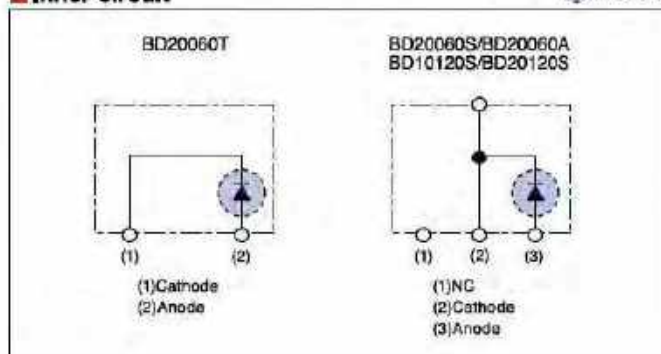 Inner Circuit
BD20060T
BD20060S/BD20060A
BD10120S/BD20120S
(1)
(2)
(1)Cathode
(2)Anode
(1)
(2)
(3)
(1)NC
(2)Cathode
(3)Anode